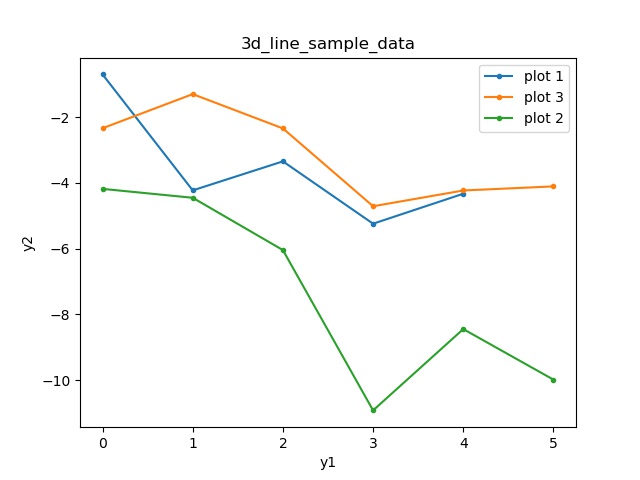 3d_line_sample_data
plot 1
plot 3
plot 2
−2
−4
−6
−8
−10
y2
0 1 2 3 4 5
y1